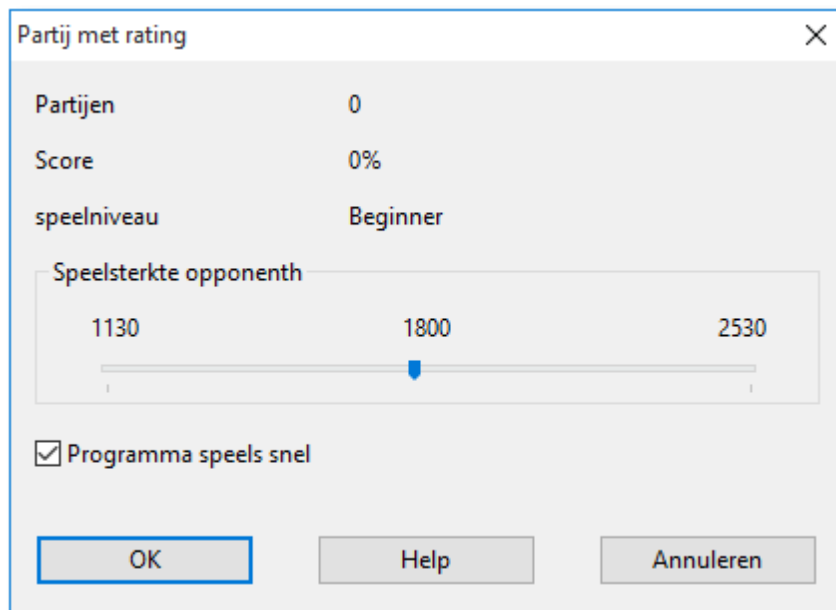 Partij met rating
Partijen 0
Score 0%
speelniveau Beginner
Speelsterkte opponenth
1130 1800 2530
Programma speels snel
OK Help Annuleren